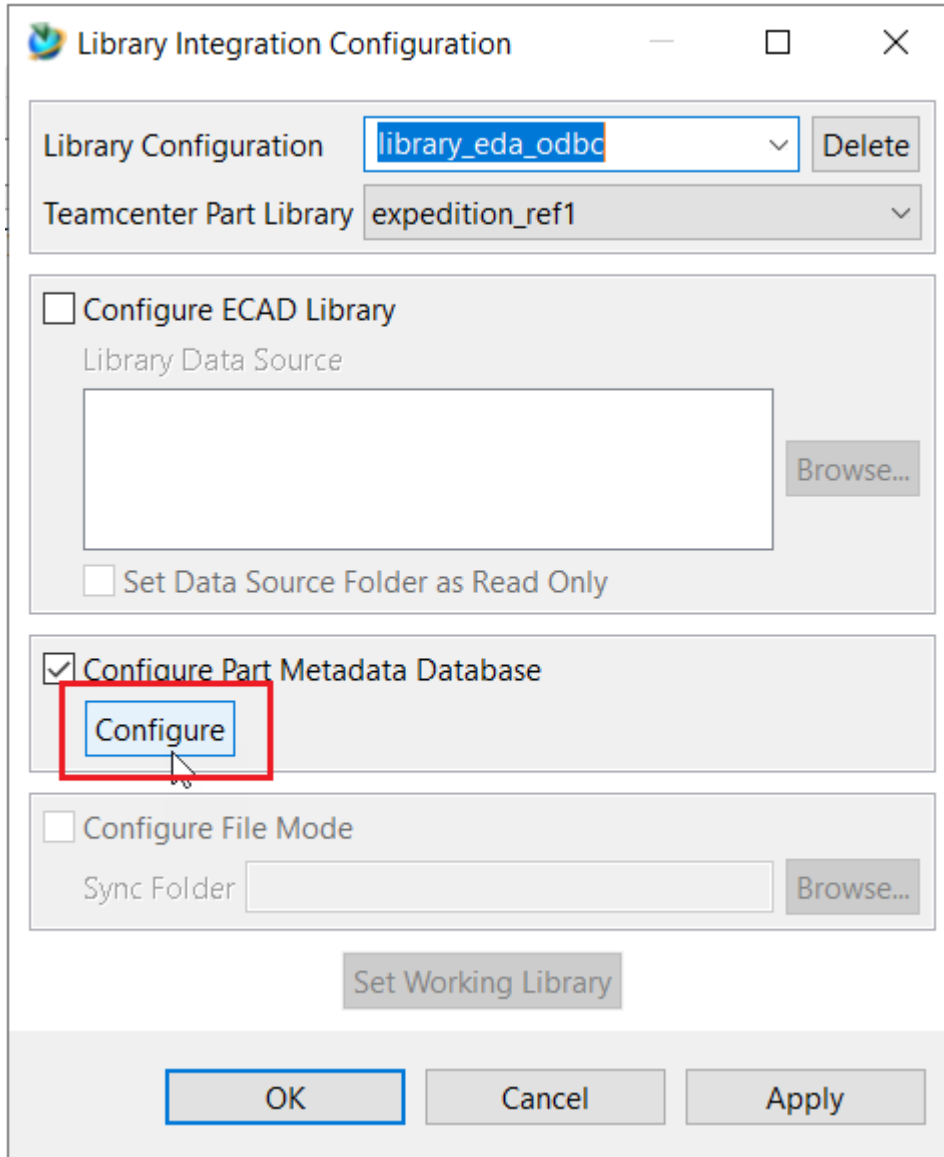 Library Integration Configuration
Library Configuration library_eda_odbc Delete
Teamcenter Part Library expedition_ref1
Configure ECAD Library
Library Data Source
Browse...
Set Data Source Folder as Read Only
Configure Part Metadata Database
Configure
Configure File Mode
Sync Folder Browse...
Set Working Library
OK Cancel Apply